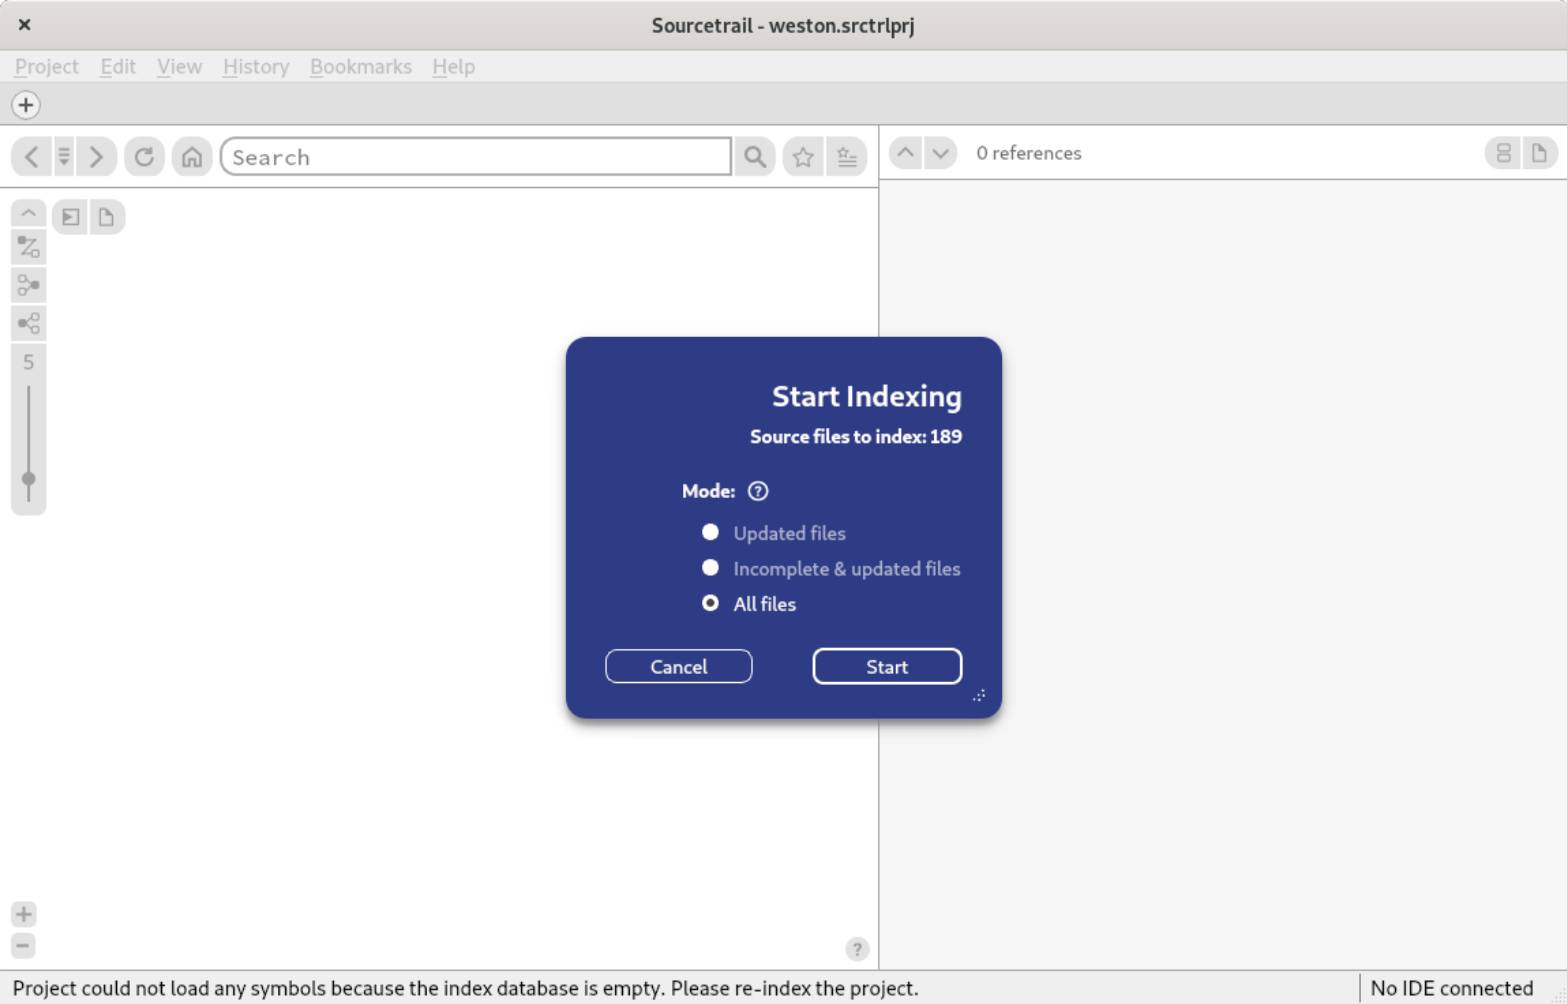 Sourcetrail - weston.srctrlprj
Project Edit View History Bookmarks Help
Search
0 references
5
Start Indexing
Source files to index: 189
Mode: ?
Updated files
Incomplete & updated files
All files
Cancel Start
?
Project could not load any symbols because the index database is empty. Please re-index the project. No IDE connected